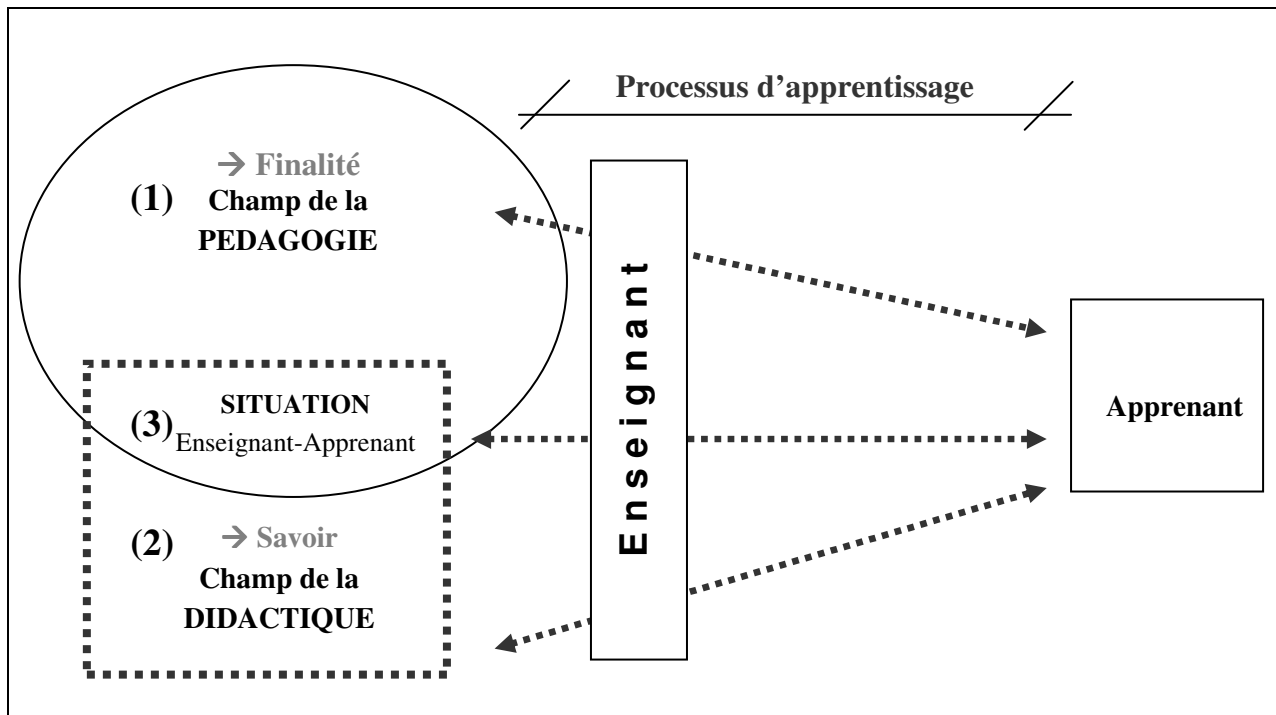 Processus d’apprentissage
→ Finalité
(1) Champ de la
PEDAGOGIE
Enseignant
Apprenant
SITUATION
(3) Enseignant-Apprenant
(2) → Savoir
Champ de la
DIDACTIQUE